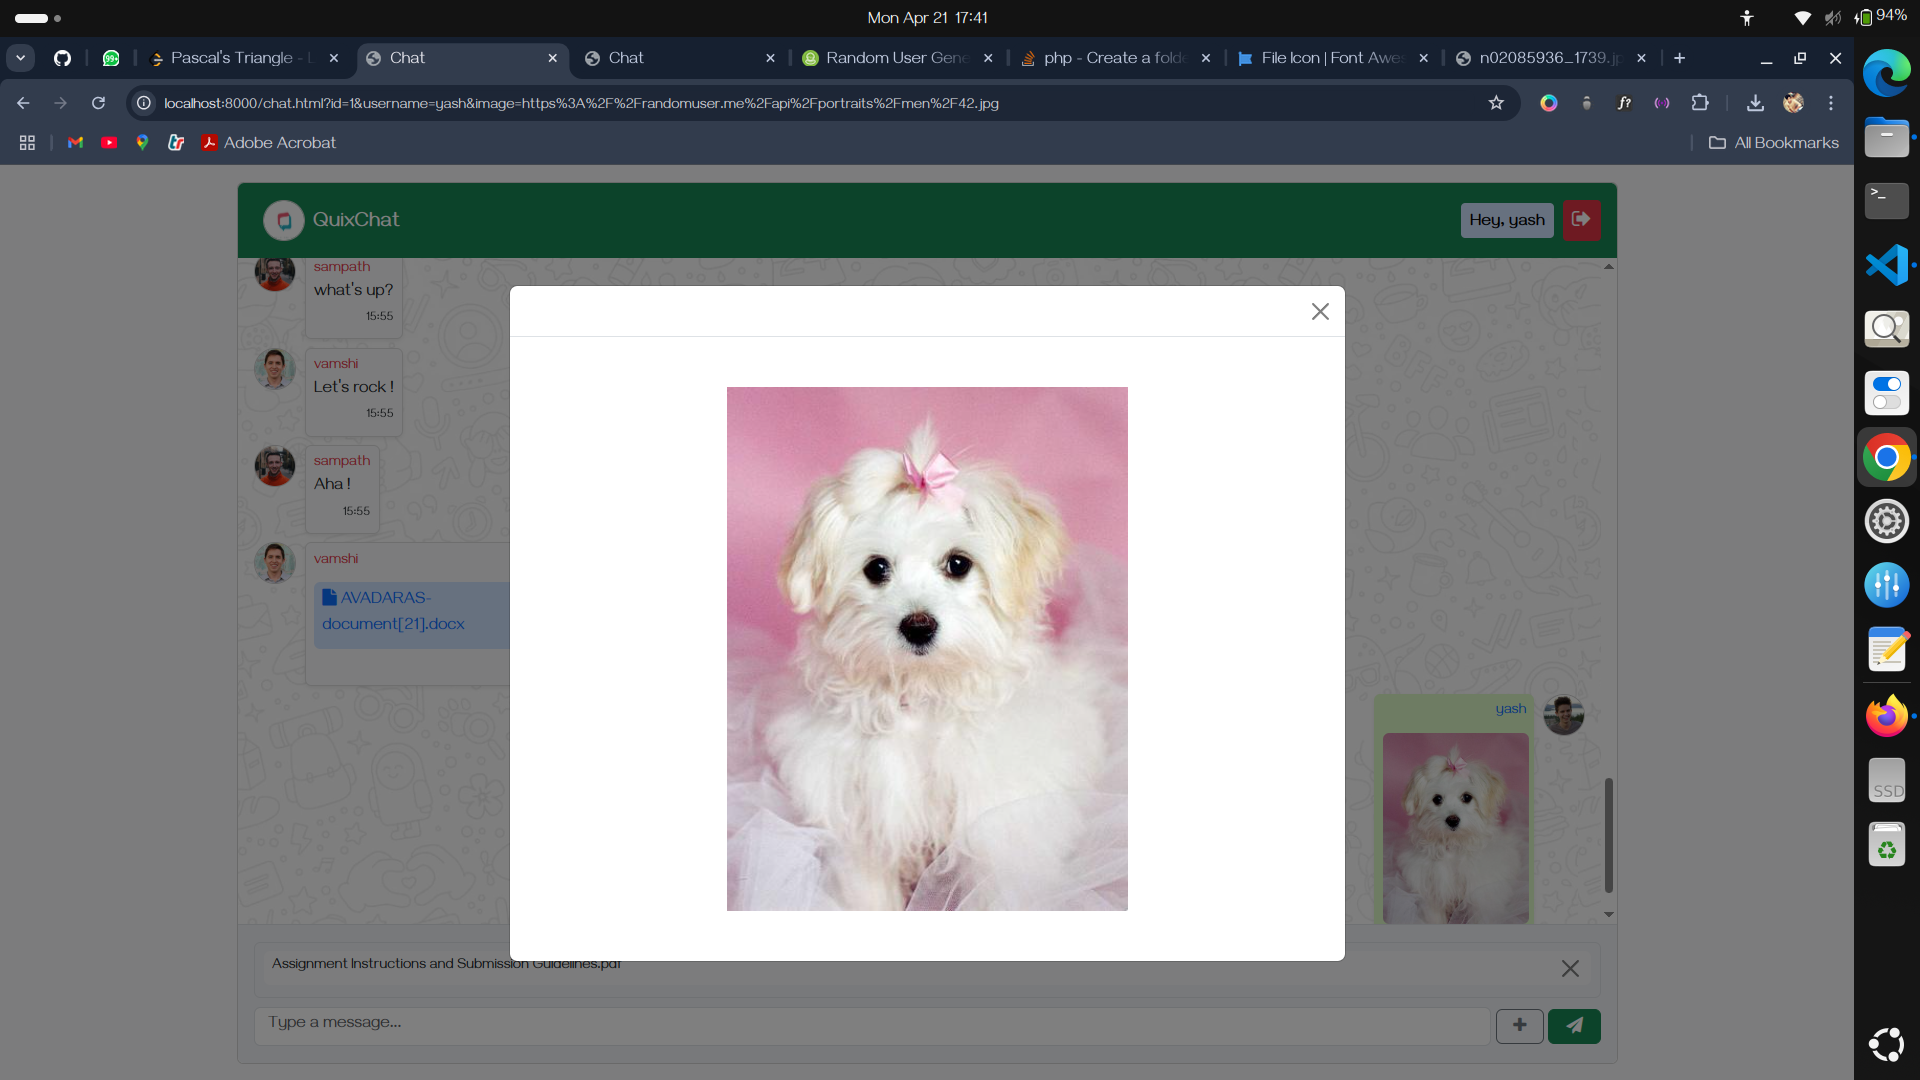 Mon Apr 21 17:41
94%
99+
Pascal's Triangle - L
Chat
Chat
Random User Gene
php - Create a folde
File Icon | Font Awes
n02085936_1739.jp
localhost:8000/chat.html?id=1&username=yash&image=https%3A%2F%2Frandomuser.me%2Fapi%2Fportraits%2Fmen%2F42.jpg
f?
Adobe Acrobat
All Bookmarks
QuixChat
Hey, yash
sampath
what's up?
15:55
vamshi
Let's rock !
15:55
sampath
Aha !
15:55
vamshi
AVADARAS-
document[21].docx
yash
Assignment Instructions and Submission Guidelines.pdf
Type a message...
>_
SSD